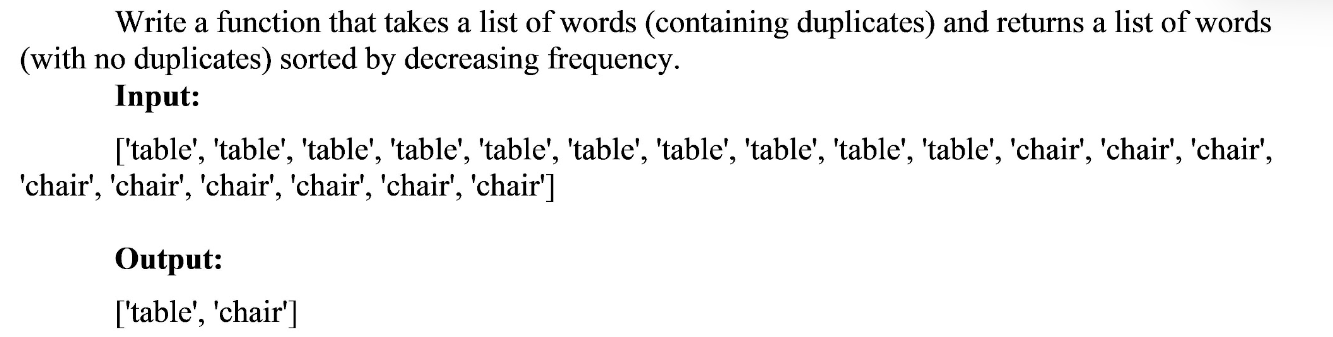 Write a function that takes a list of words (containing duplicates) and returns a list of words
(with no duplicates) sorted by decreasing frequency.
Input:
['table', 'table', 'table', 'table', 'table', 'table', 'table', 'table', 'table', 'table', 'chair', 'chair', 'chair',
'chair', 'chair', 'chair', 'chair', 'chair', 'chair']
Output:
['table', 'chair']